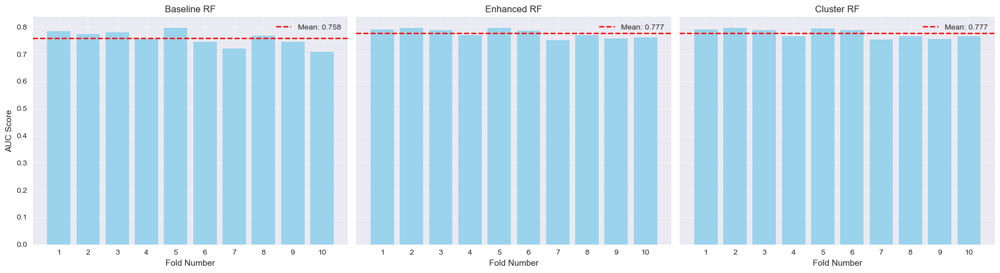 Baseline RF
Enhanced RF
Cluster RF
Mean: 0.758
Mean: 0.777
Mean: 0.777
AUC Score
0.8
0.7
0.6
0.5
0.4
0.3
0.2
0.1
0.0
1 2 3 4 5 6 7 8 9 10
1 2 3 4 5 6 7 8 9 10
1 2 3 4 5 6 7 8 9 10
Fold Number
Fold Number
Fold Number